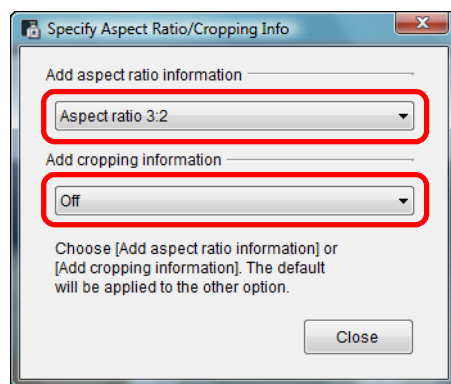 Specify Aspect Ratio/Cropping Info
Add aspect ratio information
Aspect ratio 3:2
Add cropping information
Off
Choose [Add aspect ratio information] or
[Add cropping information]. The default
will be applied to the other option.
Close